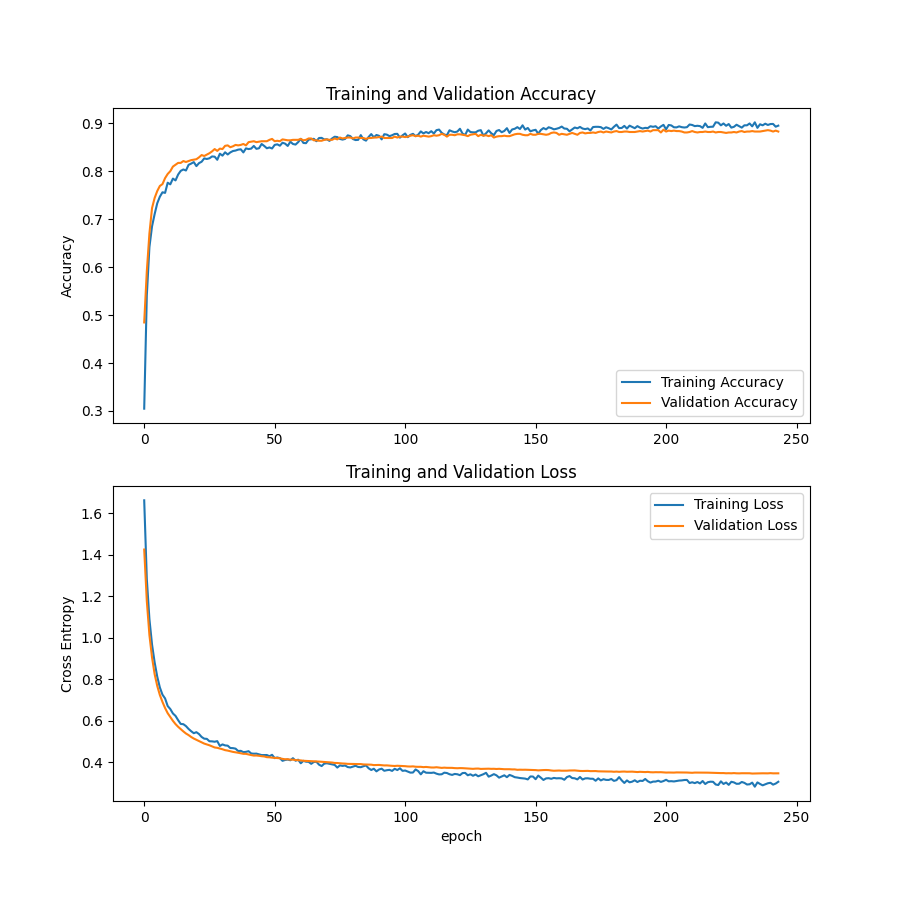 Training and Validation Accuracy
0.9
0.8
0.7
0.6
0.5
0.4
0.3
Accuracy
Training Accuracy
Validation Accuracy
0 50 100 150 200 250
Training and Validation Loss
1.6
1.4
1.2
1.0
0.8
0.6
0.4
Cross Entropy
Training Loss
Validation Loss
0 50 100 150 200 250
epoch